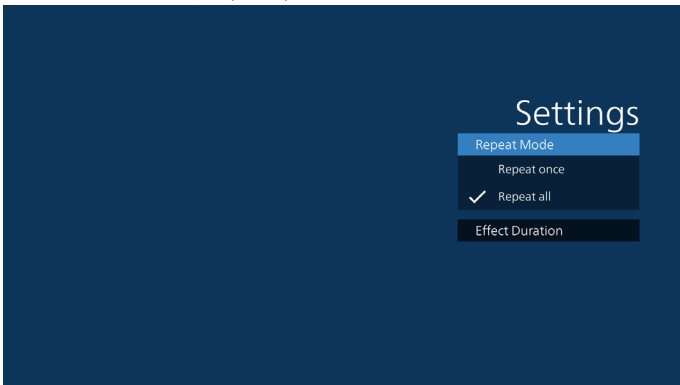 Settings
Repeat Mode
Repeat once
Repeat all
Effect Duration